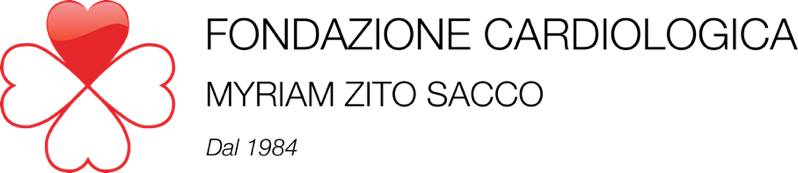 FONDAZIONE CARDIOLOGICA
MYRIAM ZITO SACCO
Dal 1984